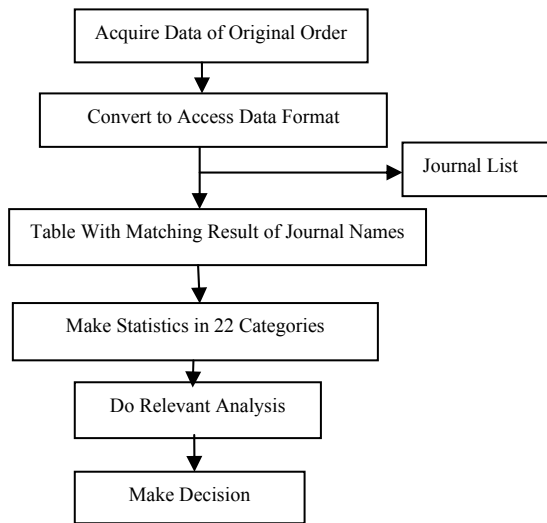 Acquire Data of Original Order
Convert to Access Data Format
Journal List
Table With Matching Result of Journal Names
Make Statistics in 22 Categories
Do Relevant Analysis
Make Decision